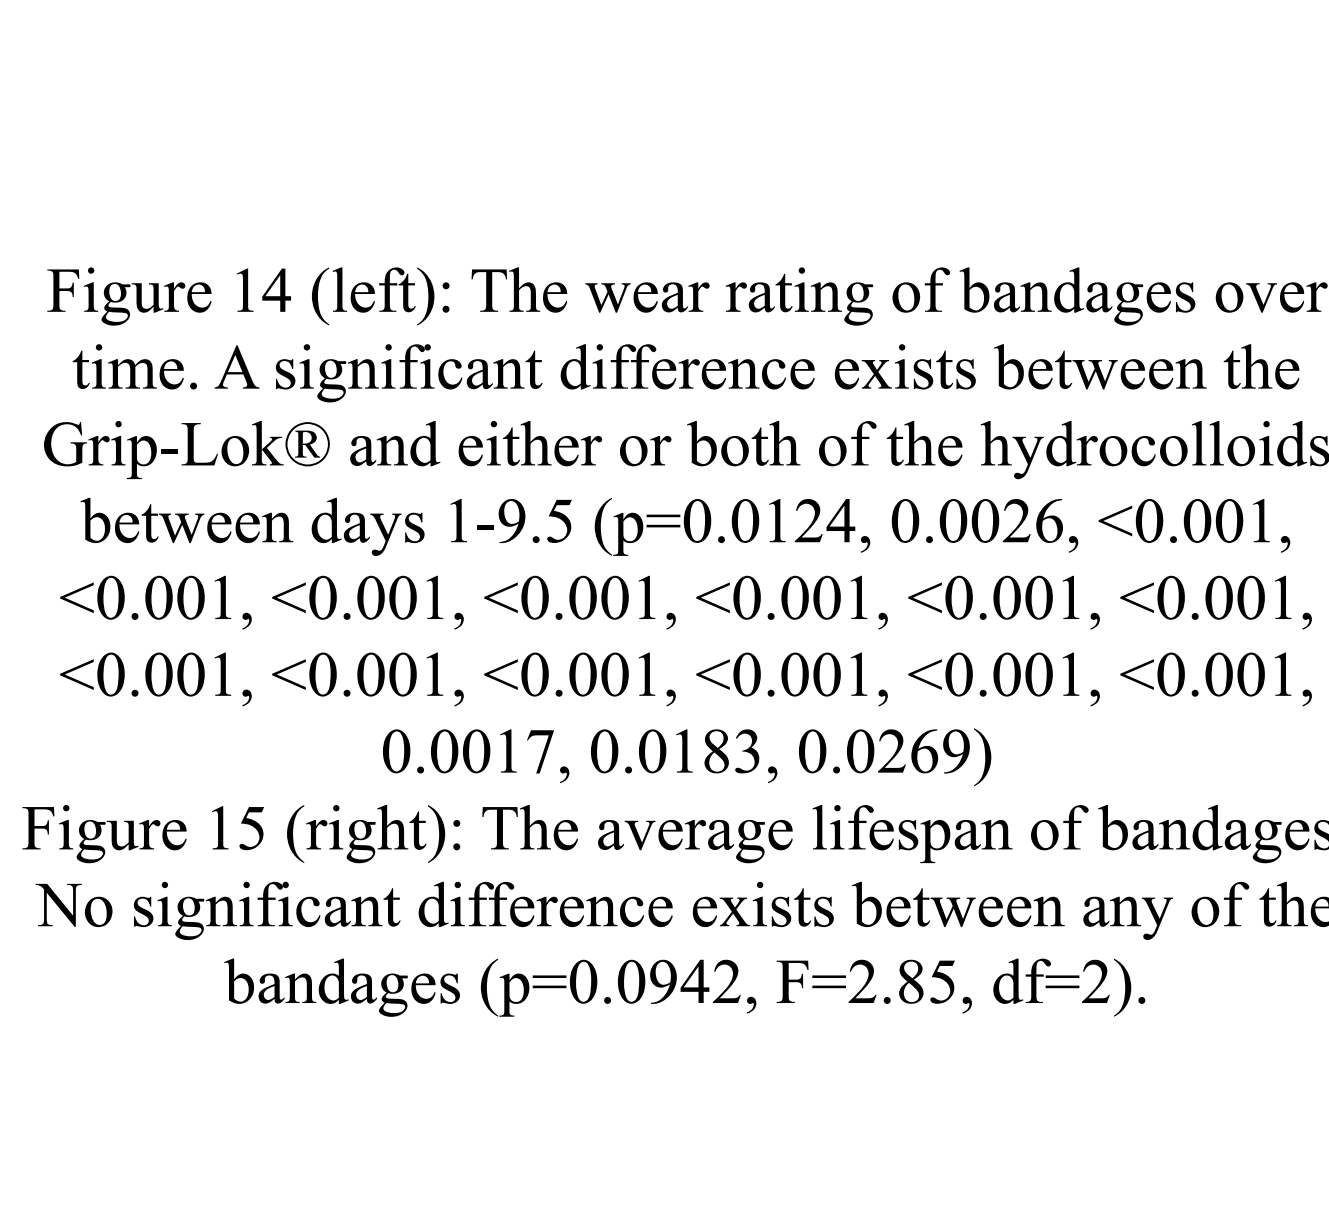 Figure 14 (left): The wear rating of bandages over
time. A significant difference exists between the
Grip-Lok® and either or both of the hydrocolloids
between days 1-9.5 (p=0.0124, 0.0026, <0.001,
<0.001, <0.001, <0.001, <0.001, <0.001, <0.001,
<0.001, <0.001, <0.001, <0.001, <0.001, <0.001,
0.0017, 0.0183, 0.0269)
Figure 15 (right): The average lifespan of bandages
No significant difference exists between any of the
bandages (p=0.0942, F=2.85, df=2).